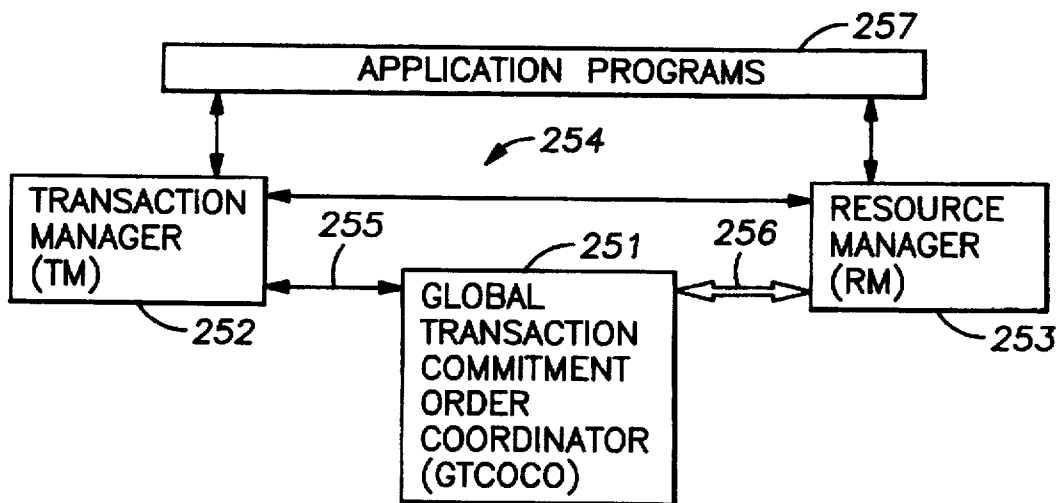 257
APPLICATION PROGRAMS
254
TRANSACTION
MANAGER
(TM)
255
251
256
RESOURCE
MANAGER
(RM)
252
GLOBAL
TRANSACTION
COMMITMENT
ORDER
COORDINATOR
(GTCOCO)
253